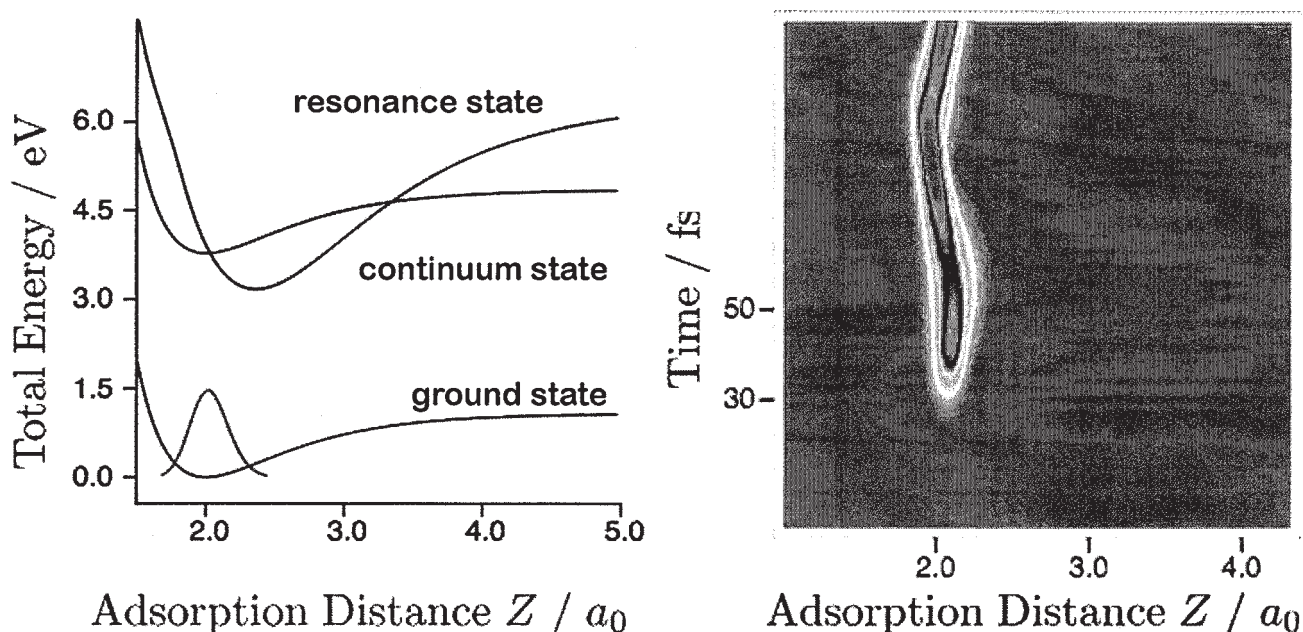 Total Energy / eV
6.0
4.5
3.0
1.5
0.0
resonance state
continuum state
ground state
2.0
3.0
4.0
5.0
Adsorption Distance Z / a₀
Time / fs
50
30
2.0
3.0
4.0
Adsorption Distance Z / a₀